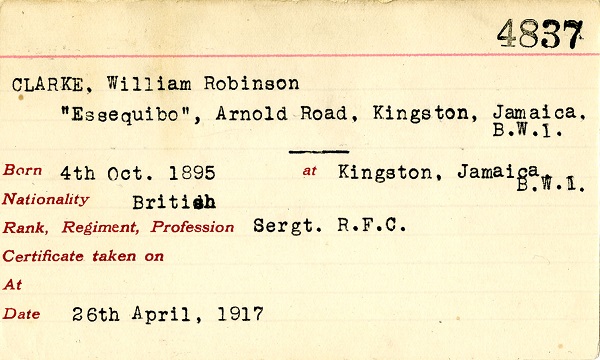 4837
CLARKE, William Robinson
"Essequibo", Arnold Road, Kingston, Jamaica.
B.W.I.
Born 4th Oct. 1895 at Kingston, Jamaica.
B.W.I.
Nationality British
Rank, Regiment, Profession Sergt. R.F.C.
Certificate taken on
At
Date 26th April, 1917